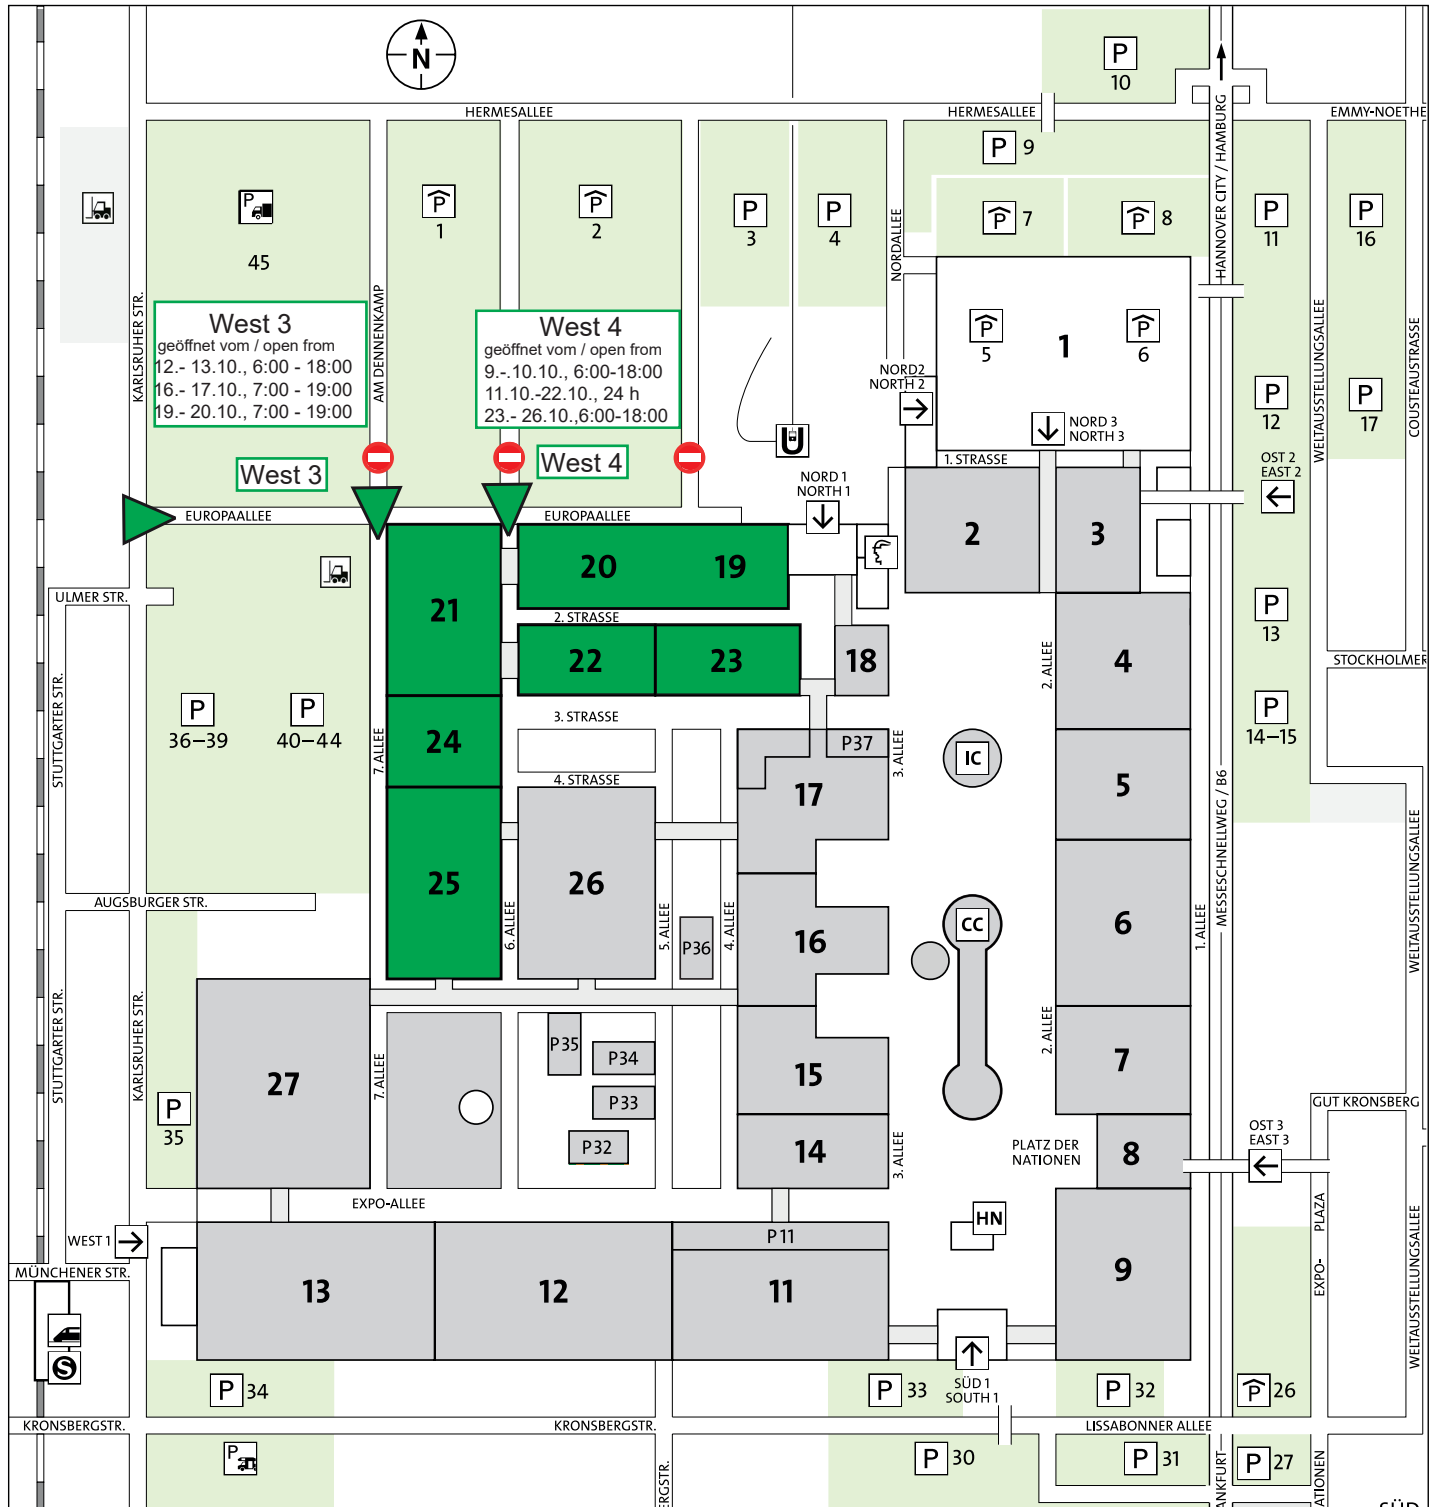 N
P
10
HERMESALLEE
HERMESALLEE
EMMY-NOETHE
P 9
P
45
P
1
P
2
P
3
P
4
P 7
P 8
P
11
P
16
HANNOVER CITY / HAMBURG
NORDALLEE
KARLSRUHER STR.
AM DENNENKAMP
WELTAUSSTELLUNGSALLEE
COUSTEAUSTRASSE
West 3
geöffnet vom / open from
12.- 13.10., 6:00 - 18:00
16.- 17.10., 7:00 - 19:00
19.- 20.10., 7:00 - 19:00
West 4
geöffnet vom / open from
9.-.10.10., 6:00-18:00
11.10.-22.10., 24 h
23.- 26.10.,6:00-18:00
P
5
1
P
6
NORD2
NORTH 2
P
12
P
17
NORD 3
NORTH 3
U
West 3
West 4
1. STRASSE
OST 2
EAST 2
NORD 1
NORTH 1
EUROPAALLEE
EUROPAALLEE
20
19
2
3
ULMER STR.
21
2. STRASSE
P
13
22
23
18
4
2. ALLEE
STOCKHOLMER
STUTTGARTER STR.
P
36–39
P
40–44
3. STRASSE
P
14–15
24
7. ALLEE
P37
3. ALLEE
IC
4. STRASSE
17
5
MESSESCHNELLWEG / B6
WELTAUSSTELLUNGSALLEE
25
26
AUGSBURGER STR.
6. ALLEE
5. ALLEE
4. ALLEE
P36
16
CC
6
1. ALLEE
STUTTGARTER STR.
KARLSRUHER STR.
7. ALLEE
P35
P34
P33
P32
27
15
2. ALLEE
7
P
35
GUT KRONSBERG
OST 3
EAST 3
14
3. ALLEE
PLATZ DER
NATIONEN
8
EXPO-ALLEE
EXPO-
PLAZA
WELTAUSSTELLUNGSALLEE
WEST 1
P 11
HN
MÜNCHENER STR.
13
12
11
9
S
P 34
P 33
SÜD 1
SOUTH 1
P 32
P 26
KRONSBERGSTR.
KRONSBERGSTR.
LISSABONNER ALLEE
P
P 30
P 31
P 27
ERGSTR.
ANKFURT
ATIONEN
SÜD